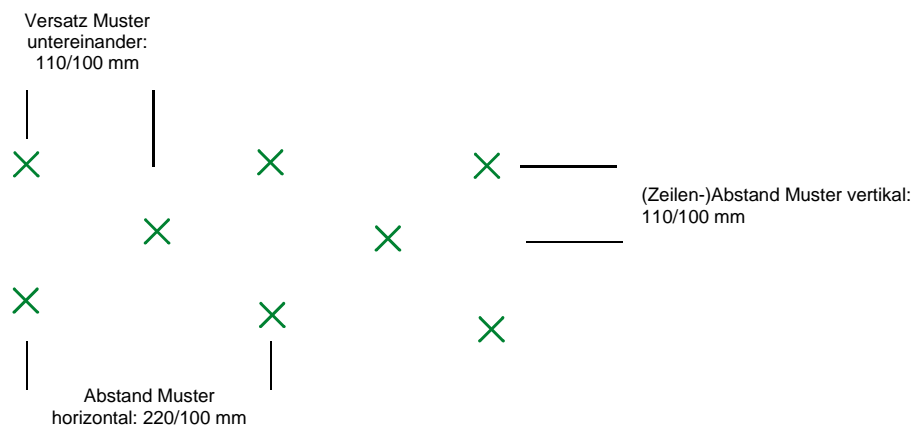 Versatz Muster
untereinander:
110/100 mm
(Zeilen-)Abstand Muster vertikal:
110/100 mm
Abstand Muster
horizontal: 220/100 mm